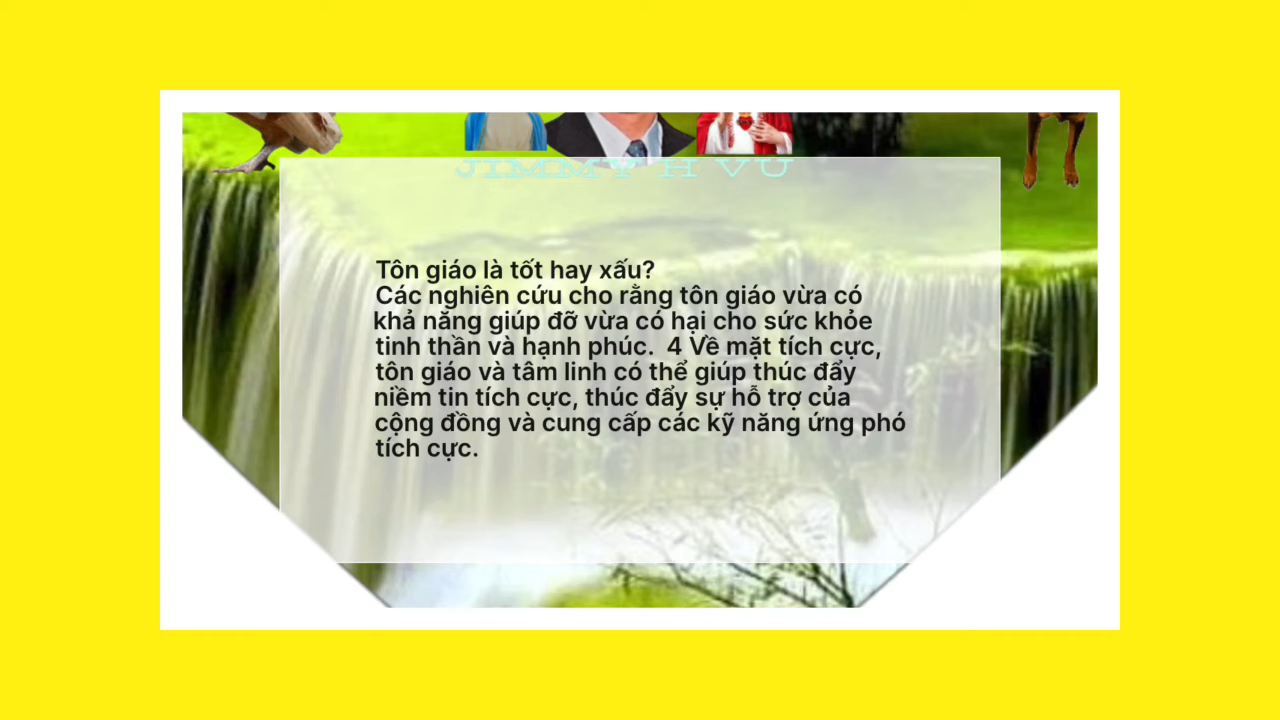 JIMMY H VU
Tôn giáo là tốt hay xấu?
Các nghiên cứu cho rằng tôn giáo vừa có
khả năng giúp đỡ vừa có hại cho sức khỏe
tinh thần và hạnh phúc.  4 Về mặt tích cực,
tôn giáo và tâm linh có thể giúp thúc đẩy
niềm tin tích cực, thúc đẩy sự hỗ trợ của
cộng đồng và cung cấp các kỹ năng ứng phó
tích cực.